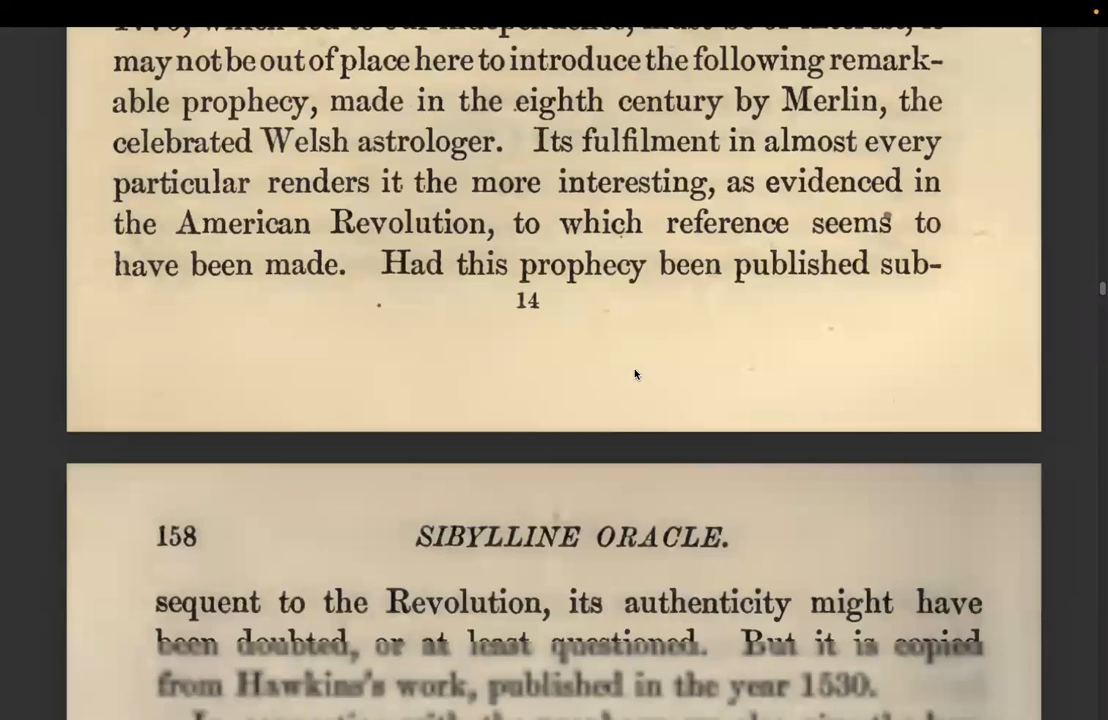 may not be out of place here to introduce the following remark-
able prophecy, made in the eighth century by Merlin, the
celebrated Welsh astrologer. Its fulfilment in almost every
particular renders it the more interesting, as evidenced in
the American Revolution, to which reference seems to
have been made. Had this prophecy been published sub-
14
158 SIBYLLINE ORACLE.
sequent to the Revolution, its authenticity might have
been doubted, or at least questioned. But it is copied
from Hawkins's work, published in the year 1530.